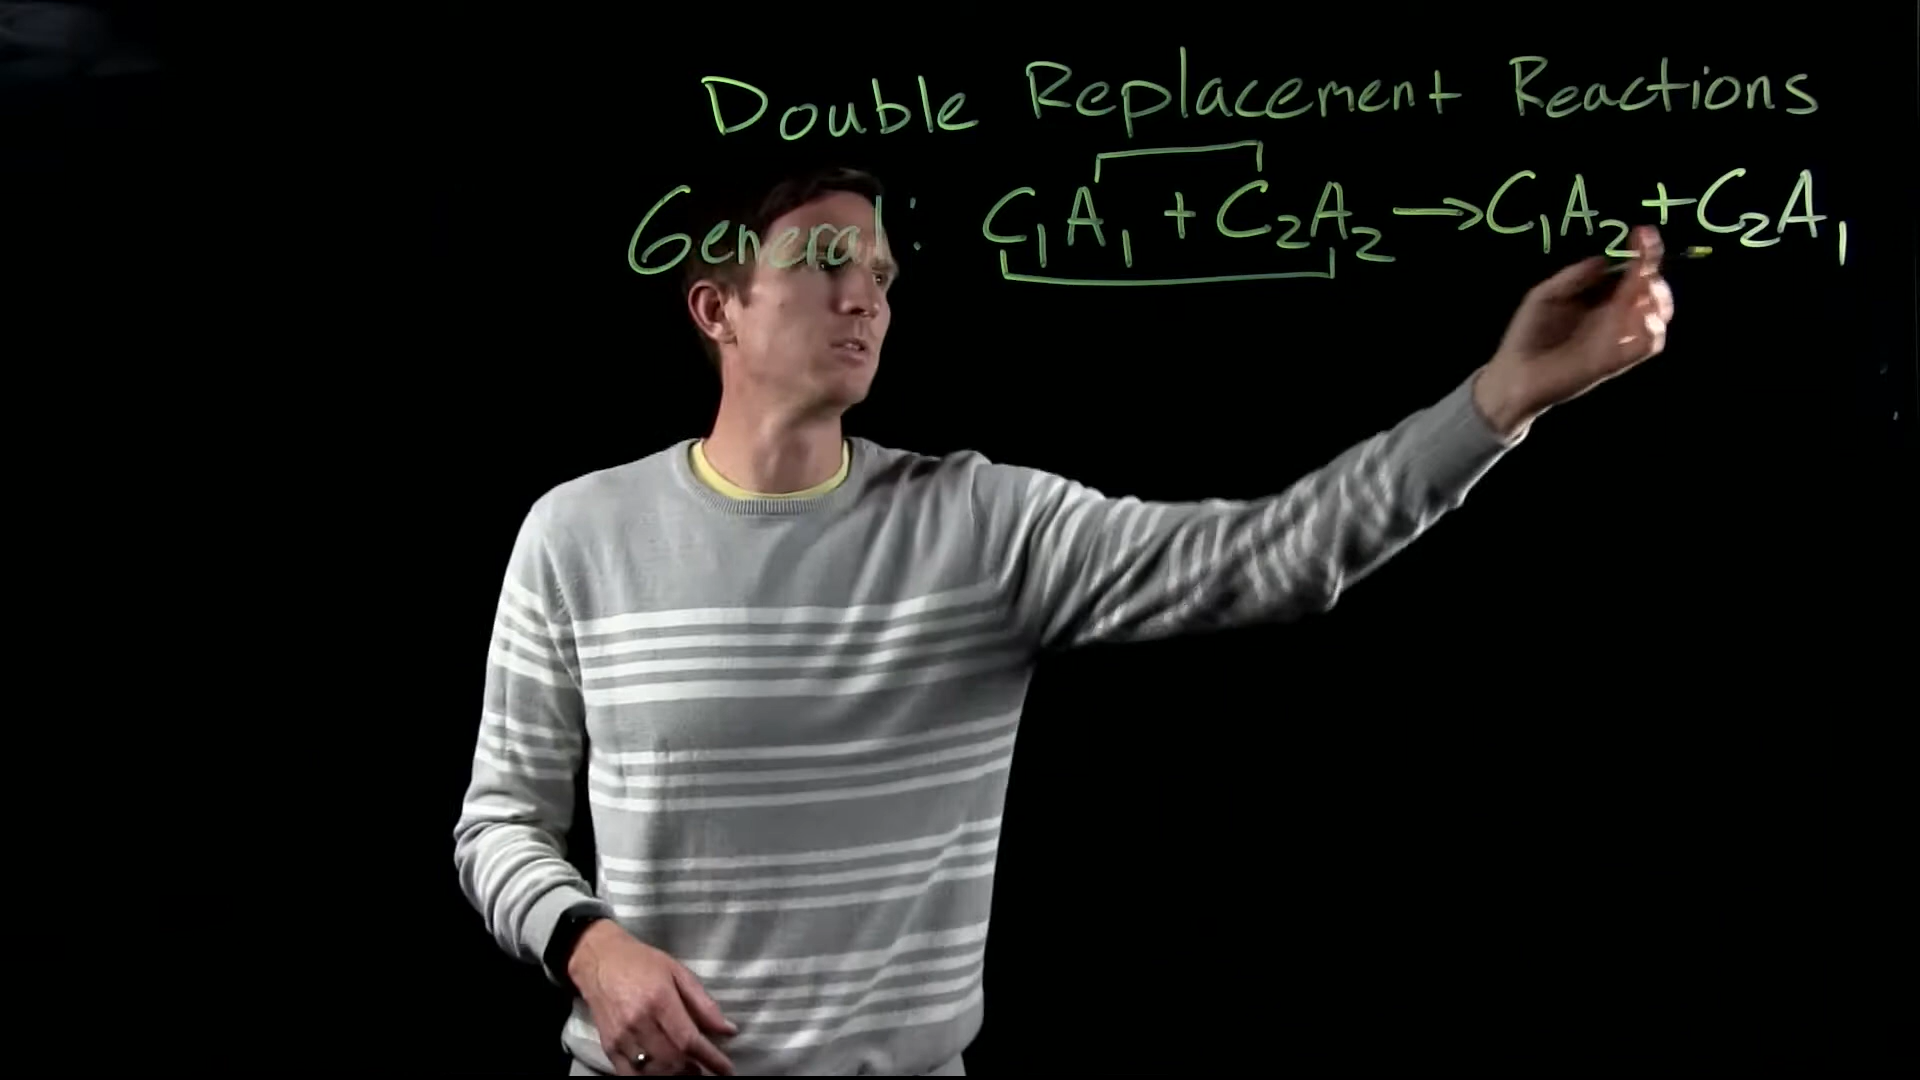 Double Replacement Reactions
General: C₁A₁ + C₂A₂ → C₁A₂ + C₂A₁